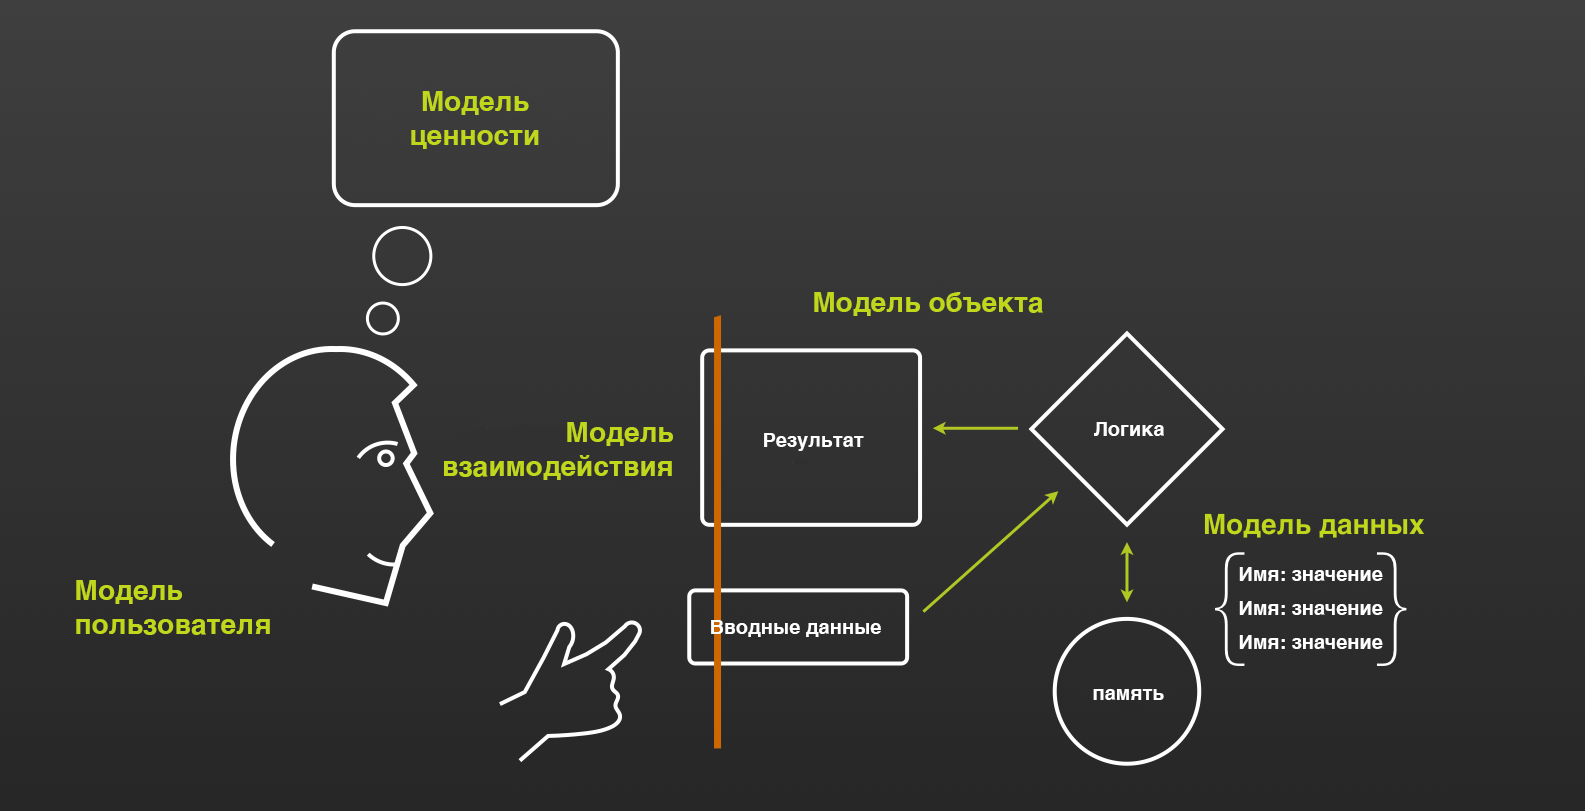 Модель
ценности
Модель объекта
Модель
взаимодействия
Результат
Логика
Модель данных
Имя: значение
Имя: значение
Имя: значение
Модель
пользователя
Вводные данные
память